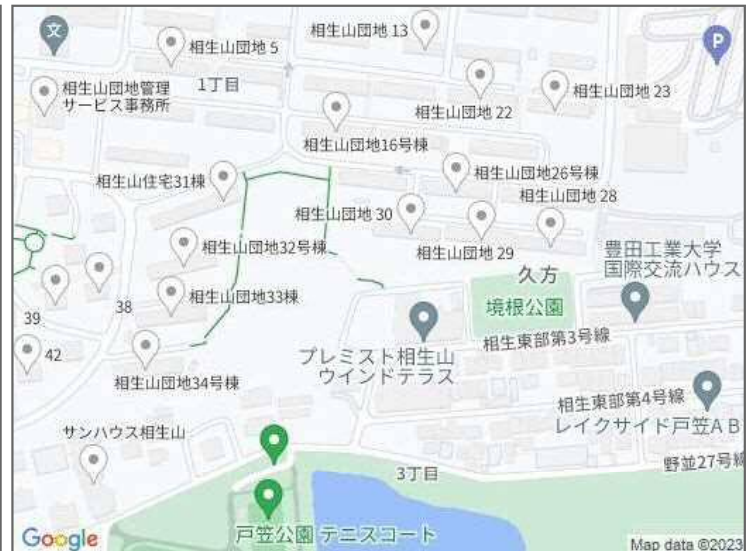 文
相生山団地 5
相生山団地 13
P
相生山団地管理
サービス事務所
1丁目
相生山団地 22
相生山団地 23
相生山団地16号棟
相生山住宅31棟
相生山団地26号棟
相生山団地 28
相生山団地 30
相生山団地 29
相生山団地32号棟
豊田工業大学
国際交流ハウス
久方
境根公園
相生山団地33棟
38
39
42
相生東部第3号線
プレミスト相生山
ウインドテラス
相生山団地34号棟
相生東部第4号線
レイクサイド戸笠A B
サンハウス相生山
3丁目
野並27号線
戸笠公園 テニスコート
Google
Map data ©2023